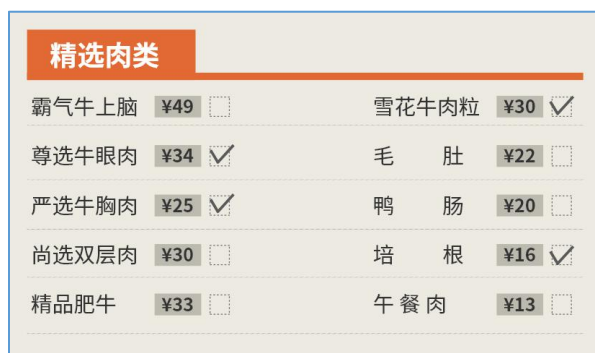 精选肉类
霸气牛上脑 ¥49 雪花牛肉粒 ¥30
尊选牛眼肉 ¥34 毛肚 ¥22
严选牛胸肉 ¥25 鸭肠 ¥20
尚选双层肉 ¥30 培根 ¥16
精品肥牛 ¥33 午餐肉 ¥13